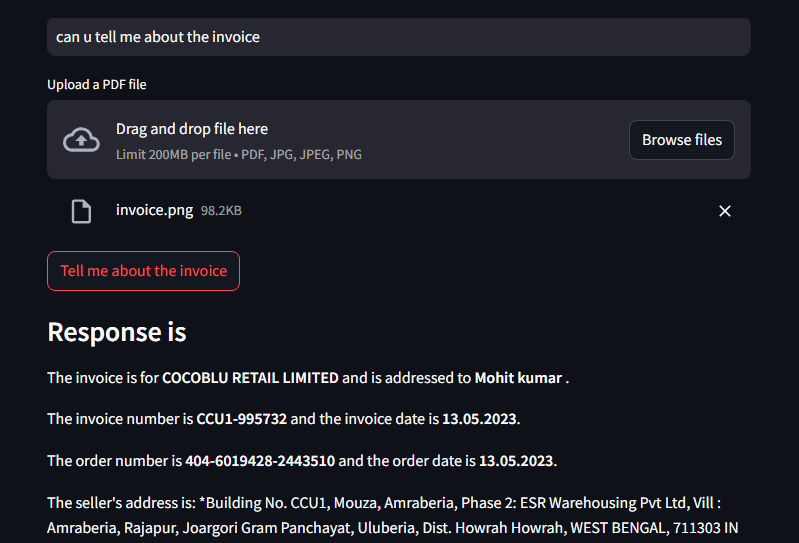 can u tell me about the invoice
Upload a PDF file
Drag and drop file here
Limit 200MB per file • PDF, JPG, JPEG, PNG
Browse files
invoice.png 98.2KB
Tell me about the invoice
Response is
The invoice is for COCOBLU RETAIL LIMITED and is addressed to Mohit kumar .
The invoice number is CCU1-995732 and the invoice date is 13.05.2023.
The order number is 404-6019428-2443510 and the order date is 13.05.2023.
The seller's address is: *Building No. CCU1, Mouza, Amraberia, Phase 2: ESR Warehousing Pvt Ltd, Vill :
Amraberia, Rajapur, Joargori Gram Panchayat, Uluberia, Dist. Howrah Howrah, WEST BENGAL, 711303 IN